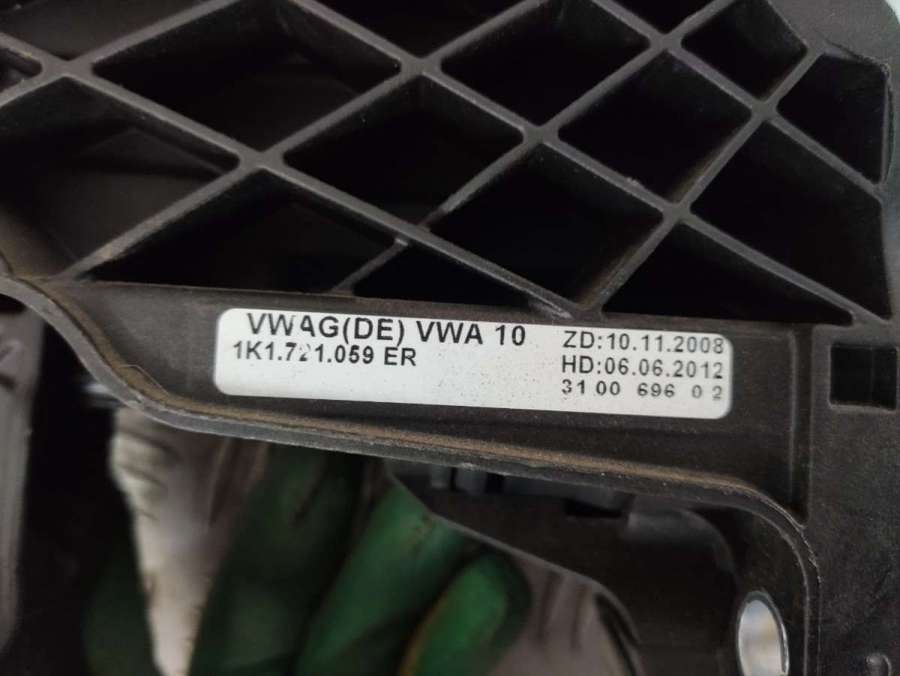 VWAG(DE) VWA 10
1K1.721.059 ER
ZD:10.11.2008
HD:06.06.2012
31 00 696 0 2